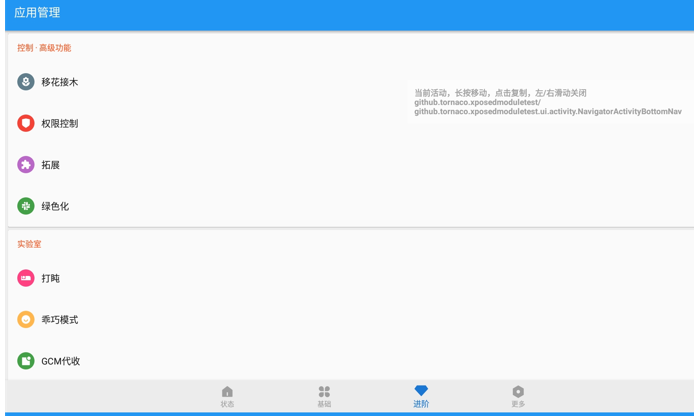 应用管理
控制 · 高级功能
移花接木
当前活动，长按移动，点击复制，左/右滑动关闭
github.tornaco.xposedmoduletest/
github.tornaco.xposedmoduletest.ui.activity.NavigatorActivityBottomNav
权限控制
拓展
绿色化
实验室
打盹
乖巧模式
GCM代收
状态
基础
进阶
更多